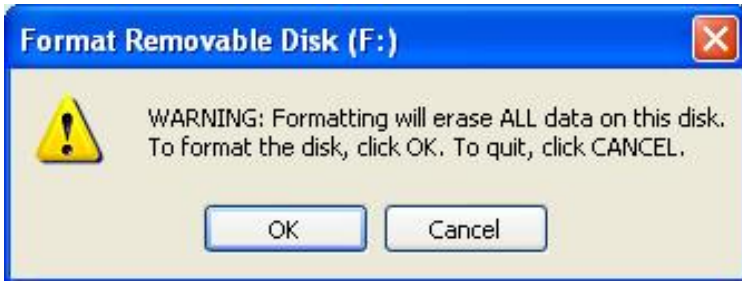 Format Removable Disk (F:)
WARNING: Formatting will erase ALL data on this disk.
To format the disk, click OK. To quit, click CANCEL.
OK
Cancel